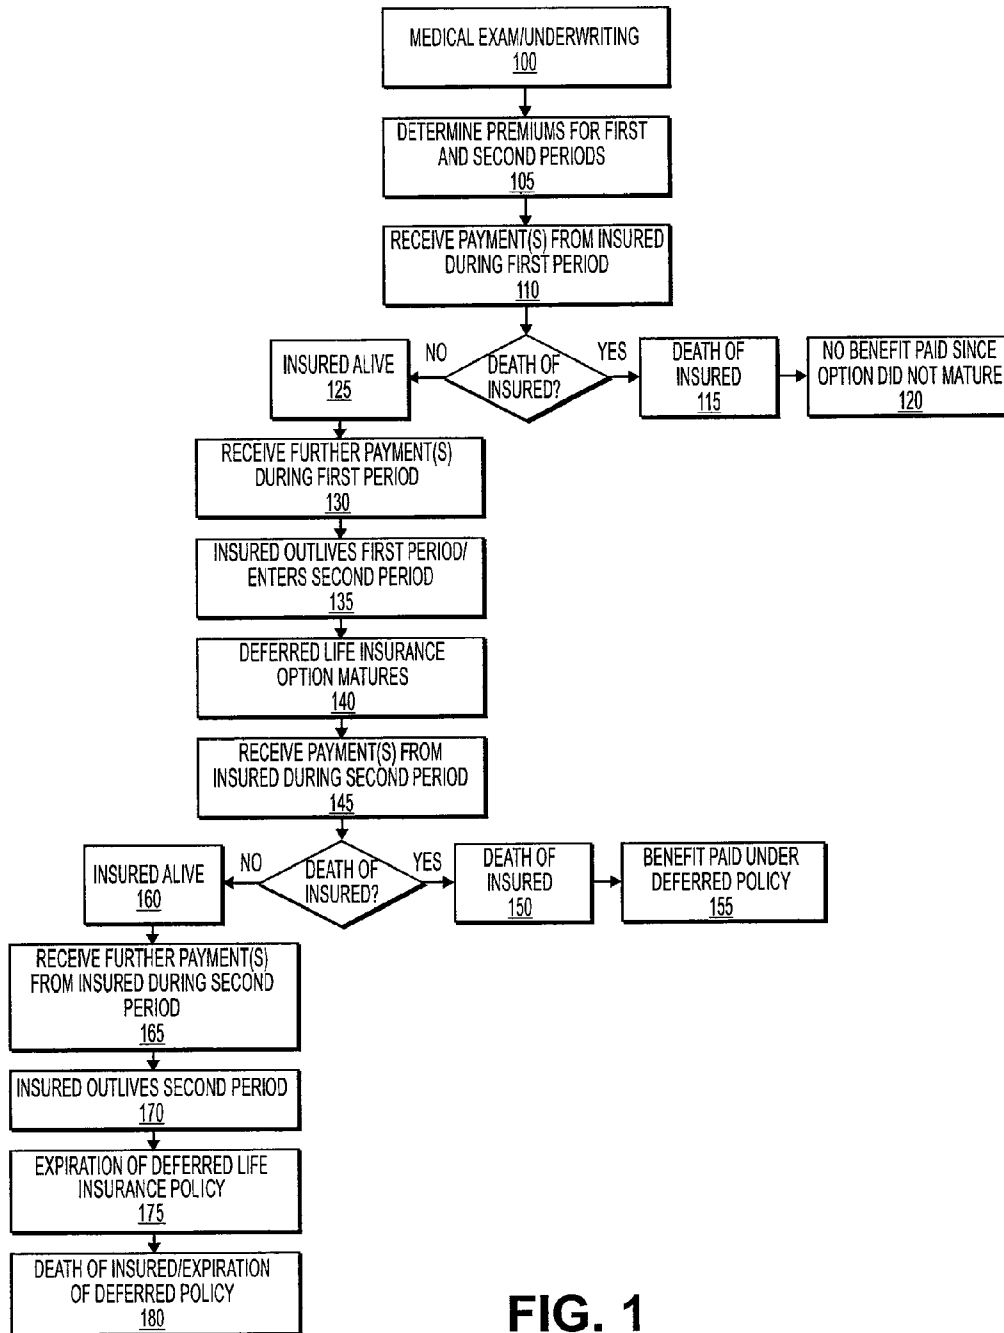 MEDICAL EXAM/UNDERWRITING
100
DETERMINE PREMIUMS FOR FIRST
AND SECOND PERIODS
105
RECEIVE PAYMENT(S) FROM INSURED
DURING FIRST PERIOD
110
DEATH OF
INSURED?
NO
YES
INSURED ALIVE
125
DEATH OF
INSURED
115
NO BENEFIT PAID SINCE
OPTION DID NOT MATURE
120
RECEIVE FURTHER PAYMENT(S)
DURING FIRST PERIOD
130
INSURED OUTLIVES FIRST PERIOD/
ENTERS SECOND PERIOD
135
DEFERRED LIFE INSURANCE
OPTION MATURES
140
RECEIVE PAYMENT(S) FROM
INSURED DURING SECOND PERIOD
145
DEATH OF
INSURED?
NO
YES
INSURED ALIVE
160
DEATH OF
INSURED
150
BENEFIT PAID UNDER
DEFERRED POLICY
155
RECEIVE FURTHER PAYMENT(S)
FROM INSURED DURING SECOND
PERIOD
165
INSURED OUTLIVES SECOND PERIOD
170
EXPIRATION OF DEFERRED LIFE
INSURANCE POLICY
175
DEATH OF INSURED/EXPIRATION
OF DEFERRED POLICY
180
FIG. 1